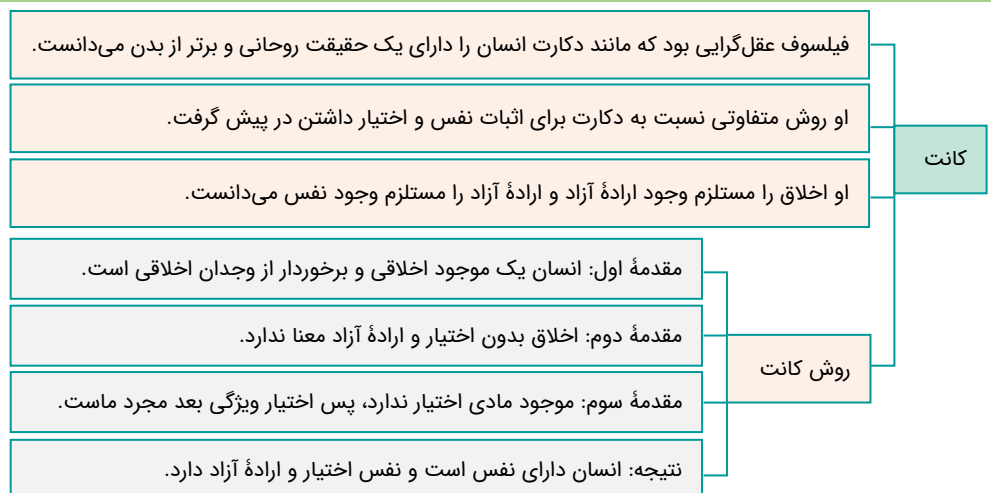 فیلسوف عقل‌گرایی بود که مانند دکارت انسان را دارای یک حقیقت روحانی و برتر از بدن می‌دانست.
او روش متفاوتی نسبت به دکارت برای اثبات نفس و اختیار داشتن در پیش گرفت.
کانت
او اخلاق را مستلزم وجود ارادهٔ آزاد و ارادهٔ آزاد را مستلزم وجود نفس می‌دانست.
مقدمهٔ اول: انسان یک موجود اخلاقی و برخوردار از وجدان اخلاقی است.
مقدمهٔ دوم: اخلاق بدون اختیار و ارادهٔ آزاد معنا ندارد.
روش کانت
مقدمهٔ سوم: موجود مادی اختیار ندارد، پس اختیار ویژگی بعد مجرد ماست.
نتیجه: انسان دارای نفس است و نفس اختیار و ارادهٔ آزاد دارد.